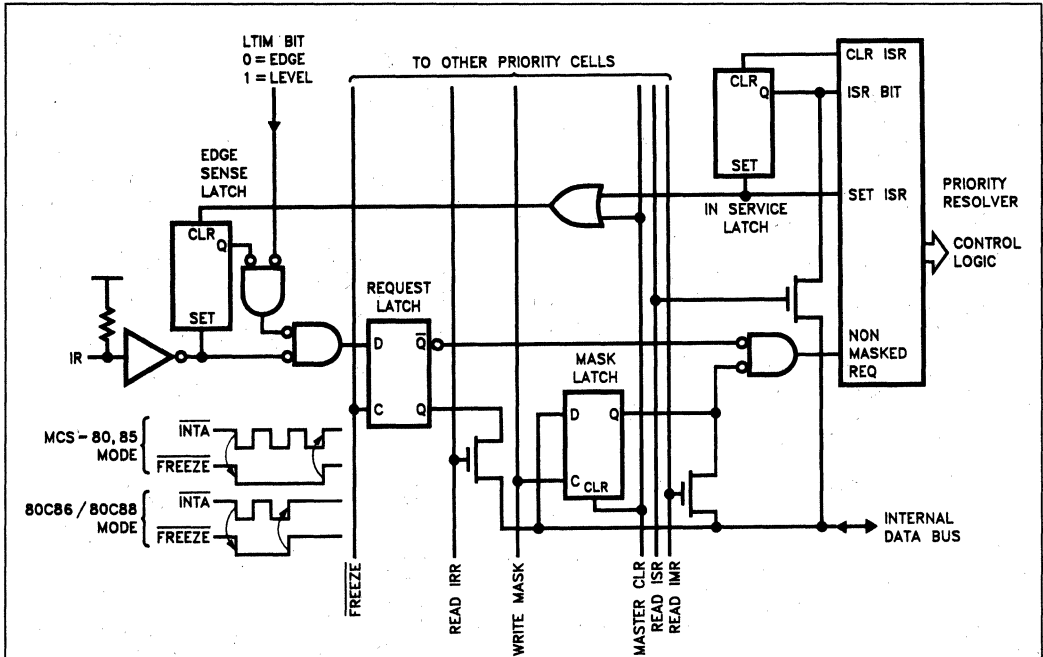 LTIM BIT
0 = EDGE
1 = LEVEL
TO OTHER PRIORITY CELLS
CLR ISR
CLR
Q
ISR BIT
SET
SET ISR
IN SERVICE
LATCH
PRIORITY
RESOLVER
CONTROL
LOGIC
EDGE
SENSE
LATCH
CLR
Q
SET
REQUEST
LATCH
IR
D
Q
C
Q
MASK
LATCH
D
Q
C
CLR
NON
MASKED
REQ
MCS-80, 85
MODE
INTA
FREEZE
80C86/80C88
MODE
INTA
FREEZE
INTERNAL
DATA BUS
FREEZE
READ IRR
WRITE MASK
MASTER CLR
READ ISR
READ IMR